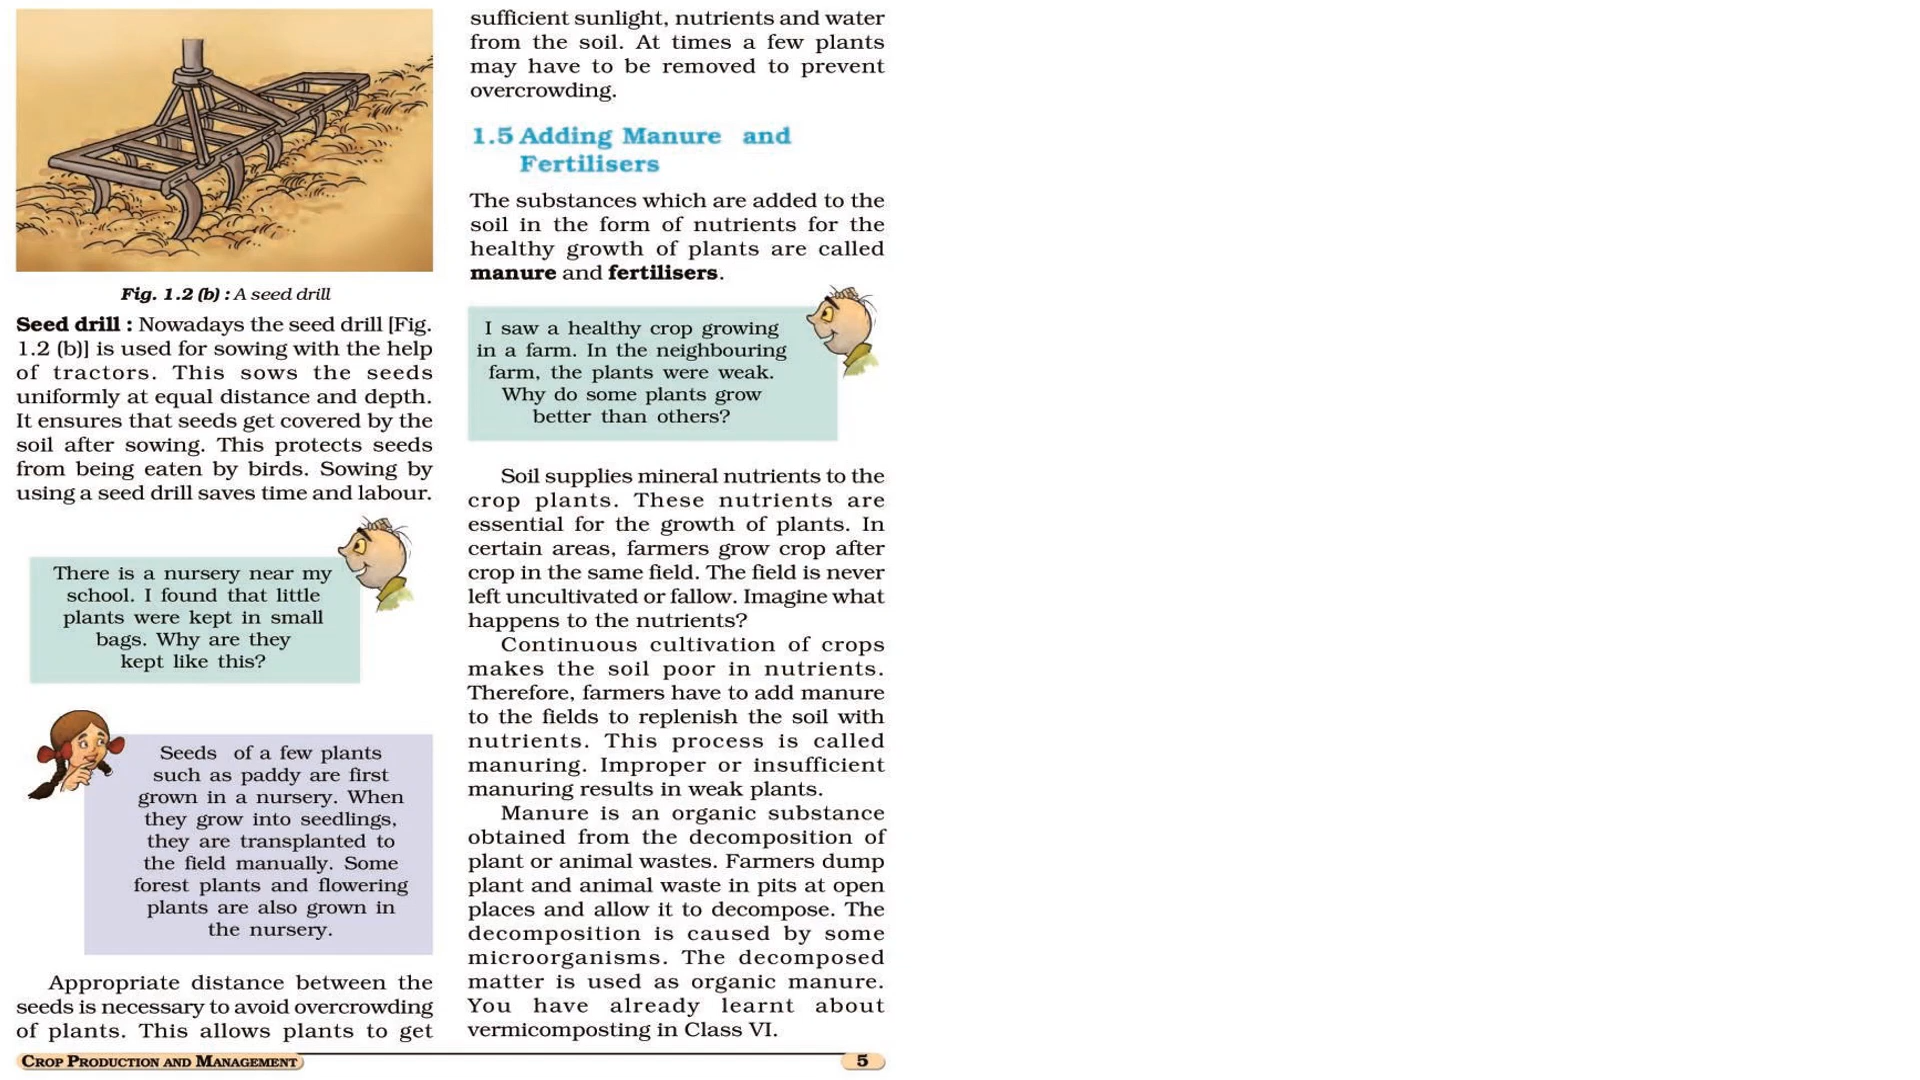 Fig. 1.2 (b) : A seed drill
Seed drill : Nowadays the seed drill [Fig.
1.2 (b)] is used for sowing with the help
of tractors. This sows the seeds
uniformly at equal distance and depth.
It ensures that seeds get covered by the
soil after sowing. This protects seeds
from being eaten by birds. Sowing by
using a seed drill saves time and labour.
There is a nursery near my
school. I found that little
plants were kept in small
bags. Why are they
kept like this?
Seeds of a few plants
such as paddy are first
grown in a nursery. When
they grow into seedlings,
they are transplanted to
the field manually. Some
forest plants and flowering
plants are also grown in
the nursery.
Appropriate distance between the
seeds is necessary to avoid overcrowding
of plants. This allows plants to get
sufficient sunlight, nutrients and water
from the soil. At times a few plants
may have to be removed to prevent
overcrowding.
1.5 Adding Manure and
Fertilisers
The substances which are added to the
soil in the form of nutrients for the
healthy growth of plants are called
manure and fertilisers.
I saw a healthy crop growing
in a farm. In the neighbouring
farm, the plants were weak.
Why do some plants grow
better than others?
Soil supplies mineral nutrients to the
crop plants. These nutrients are
essential for the growth of plants. In
certain areas, farmers grow crop after
crop in the same field. The field is never
left uncultivated or fallow. Imagine what
happens to the nutrients?
Continuous cultivation of crops
makes the soil poor in nutrients.
Therefore, farmers have to add manure
to the fields to replenish the soil with
nutrients. This process is called
manuring. Improper or insufficient
manuring results in weak plants.
Manure is an organic substance
obtained from the decomposition of
plant or animal wastes. Farmers dump
plant and animal waste in pits at open
places and allow it to decompose. The
decomposition is caused by some
microorganisms. The decomposed
matter is used as organic manure.
You have already learnt about
vermicomposting in Class VI.
CROP PRODUCTION AND MANAGEMENT
5